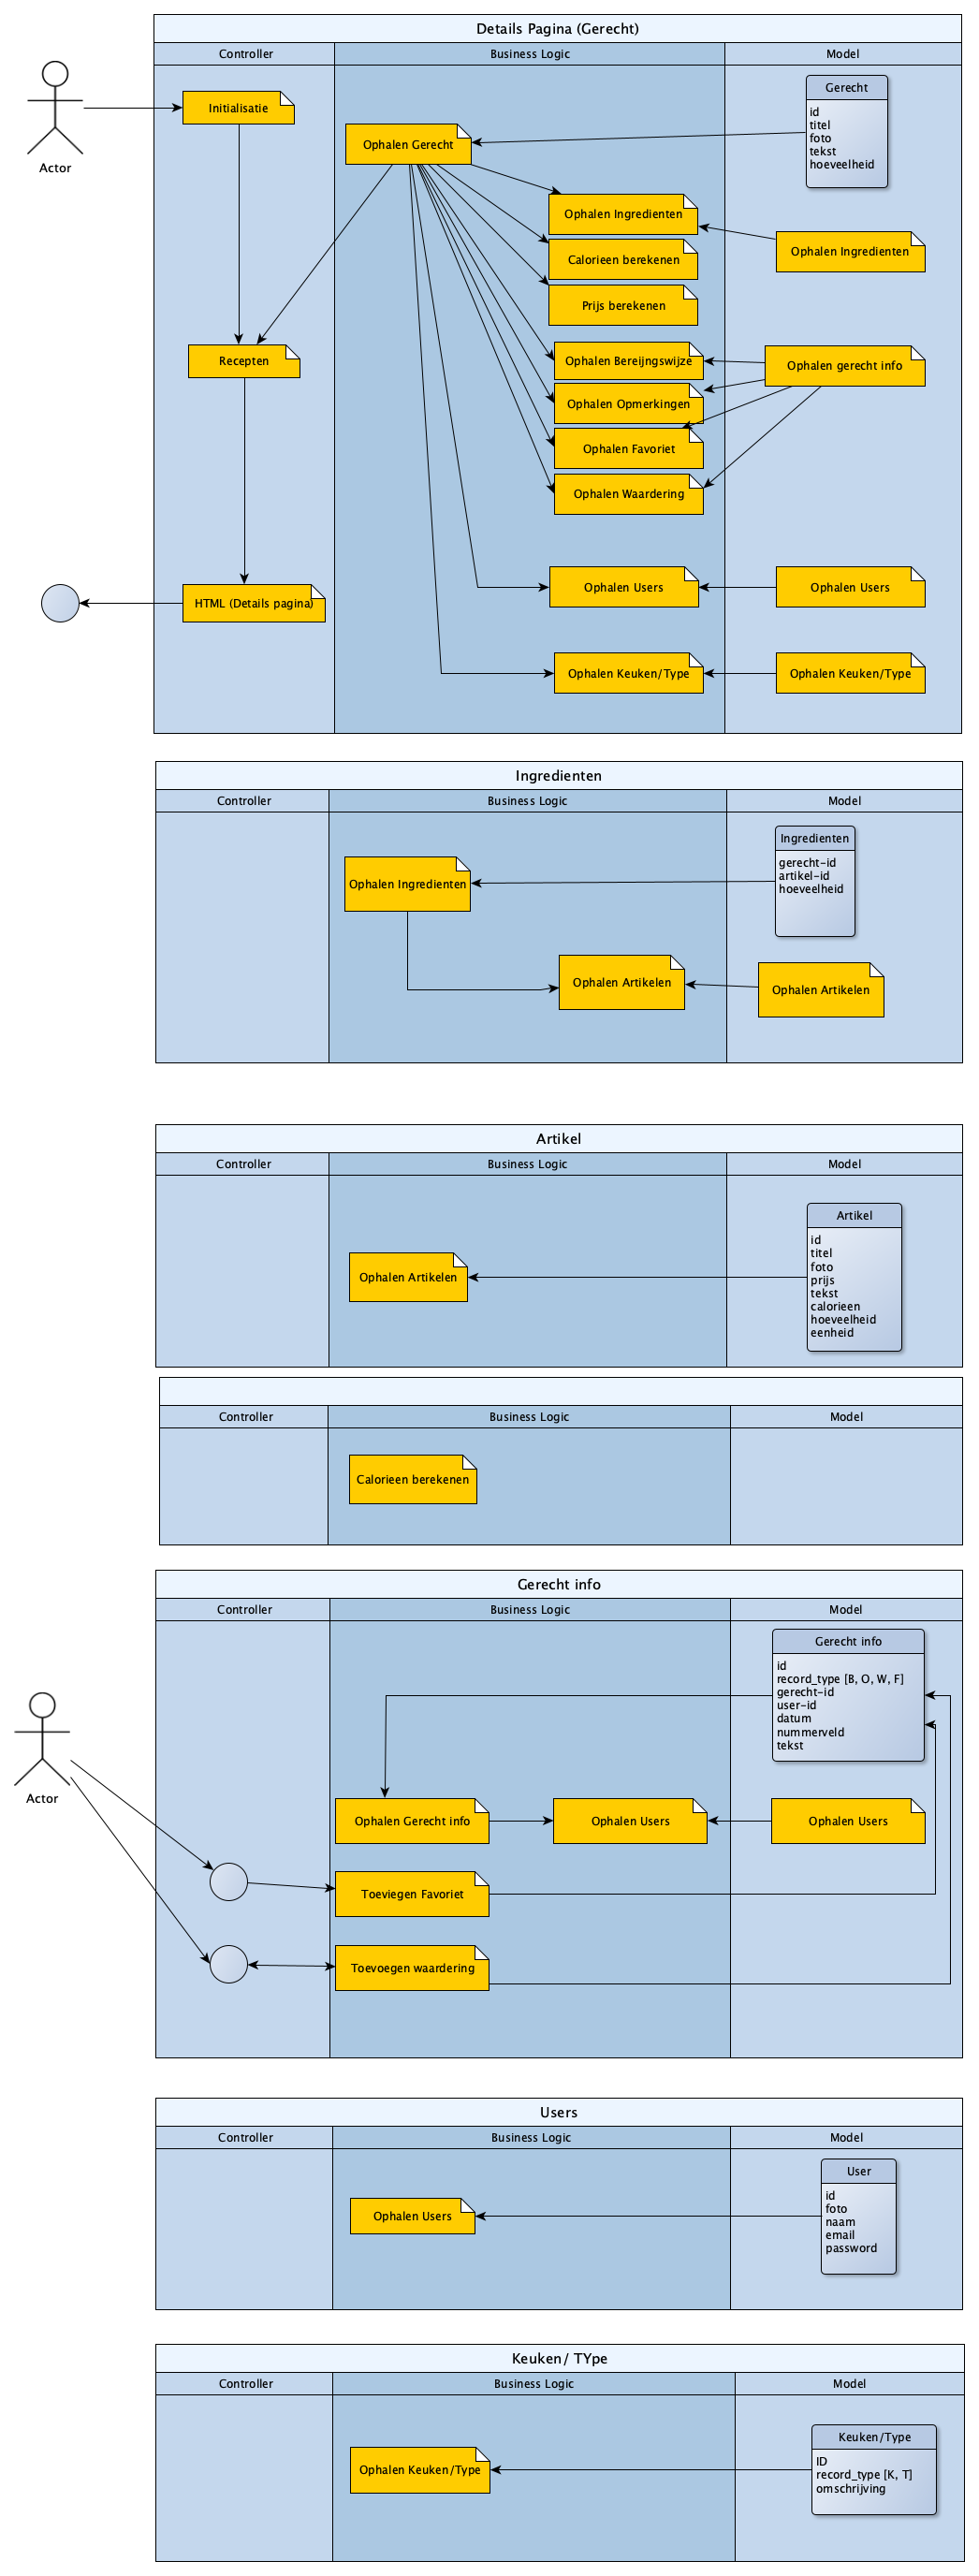 Details Pagina (Gerecht)
Controller
Business Logic
Model
Actor
Initialisatie
Ophalen Gerecht
Gerecht
id
titel
foto
tekst
hoeveelheid
Ophalen Ingredienten
Calorieen berekenen
Prijs berekenen
Ophalen Ingredienten
Recepten
Ophalen Bereijngswijze
Ophalen Opmerkingen
Ophalen Favoriet
Ophalen Waardering
Ophalen gerecht info
HTML (Details pagina)
Ophalen Users
Ophalen Users
Ophalen Keuken/Type
Ophalen Keuken/Type
Ingredienten
Controller
Business Logic
Model
Ophalen Ingredienten
Ingredienten
gerecht-id
artikel-id
hoeveelheid
Ophalen Artikelen
Ophalen Artikelen
Artikel
Controller
Business Logic
Model
Ophalen Artikelen
Artikel
id
titel
foto
prijs
tekst
calorieen
hoeveelheid
eenheid
Controller
Business Logic
Model
Calorieen berekenen
Gerecht info
Controller
Business Logic
Model
Gerecht info
id
record_type [B, O, W, F]
gerecht-id
user-id
datum
nummerveld
tekst
Actor
Ophalen Gerecht info
Ophalen Users
Ophalen Users
Toeviegen Favoriet
Toevoegen waardering
Users
Controller
Business Logic
Model
Ophalen Users
User
id
foto
naam
email
password
Keuken/ TYpe
Controller
Business Logic
Model
Ophalen Keuken/Type
Keuken/Type
ID
record_type [K, T]
omschrijving